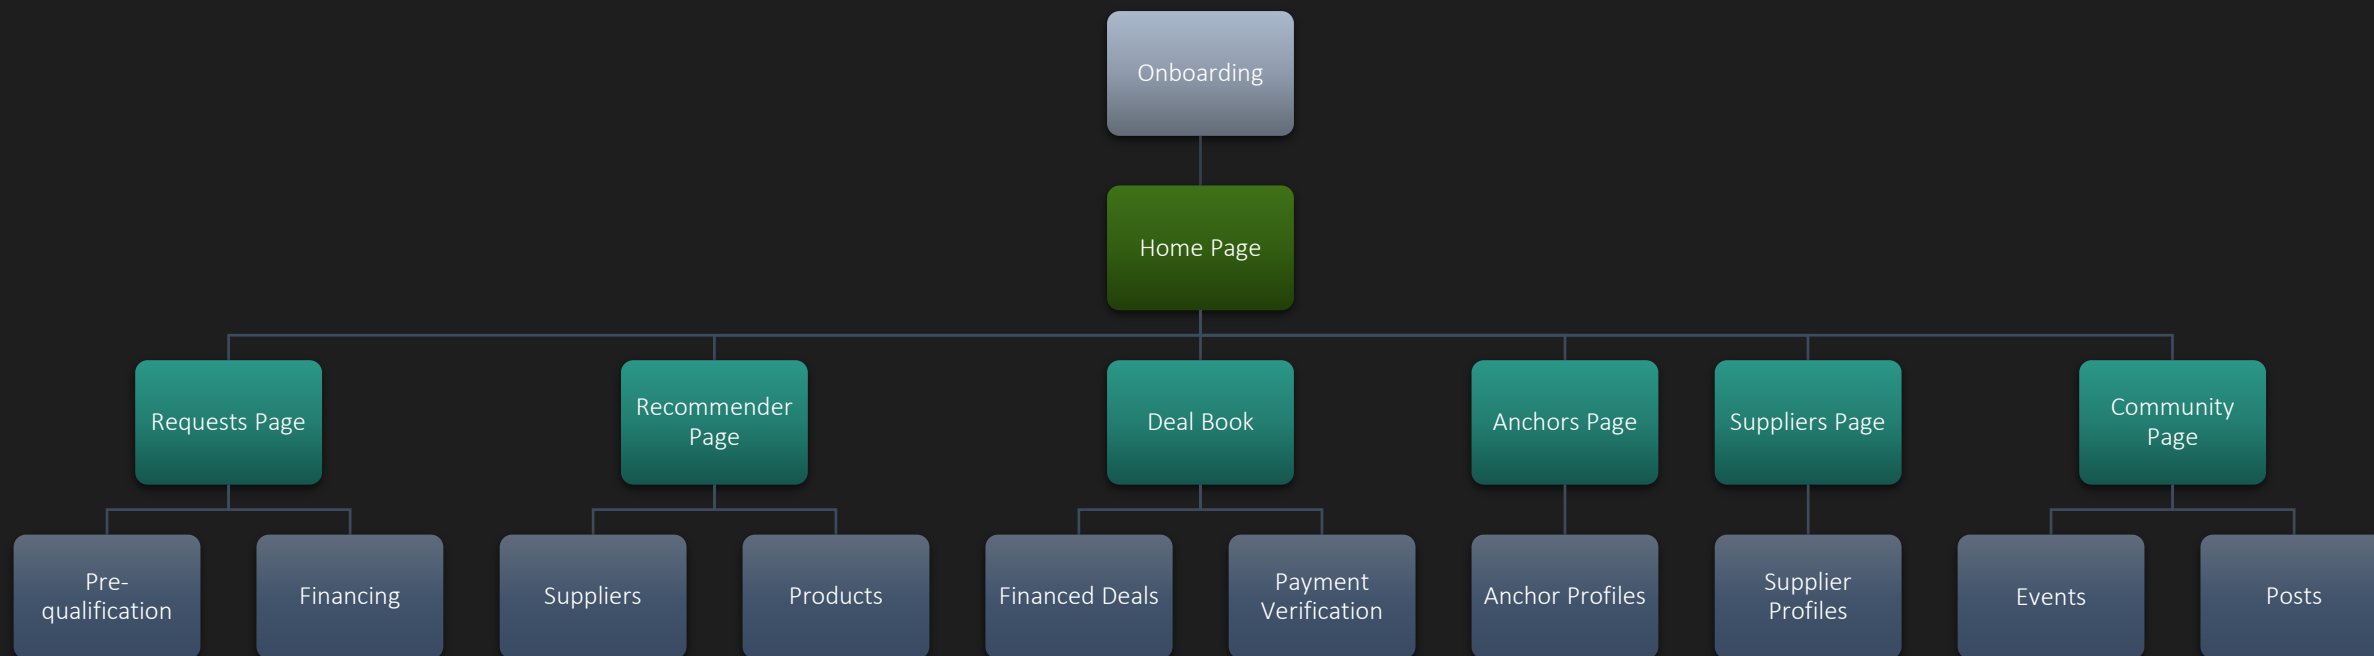 Onboarding
Home Page
Requests Page
Recommender
Page
Deal Book
Anchors Page
Suppliers Page
Community
Page
Pre-
qualification
Financing
Suppliers
Products
Financed Deals
Payment
Verification
Anchor Profiles
Supplier
Profiles
Events
Posts